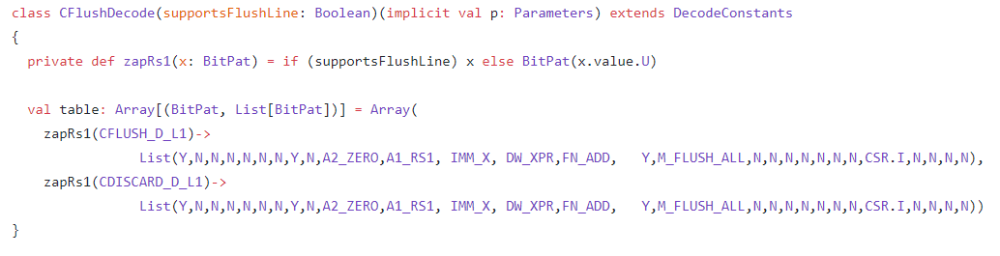 class CFlushDecode(supportsFlushLine: Boolean)(implicit val p: Parameters) extends DecodeConstants
{
  private def zapRs1(x: BitPat) = if (supportsFlushLine) x else BitPat(x.value.U)
  val table: Array[(BitPat, List[BitPat])] = Array(
    zapRs1(CFLUSH_D_L1)->
                List(Y,N,N,N,N,N,N,Y,N,A2_ZERO,A1_RS1, IMM_X, DW_XPR,FN_ADD,   Y,M_FLUSH_ALL,N,N,N,N,N,N,N,CSR.I,N,N,N,N),
    zapRs1(CDISCARD_D_L1)->
                List(Y,N,N,N,N,N,N,Y,N,A2_ZERO,A1_RS1, IMM_X, DW_XPR,FN_ADD,   Y,M_FLUSH_ALL,N,N,N,N,N,N,N,CSR.I,N,N,N,N))
}